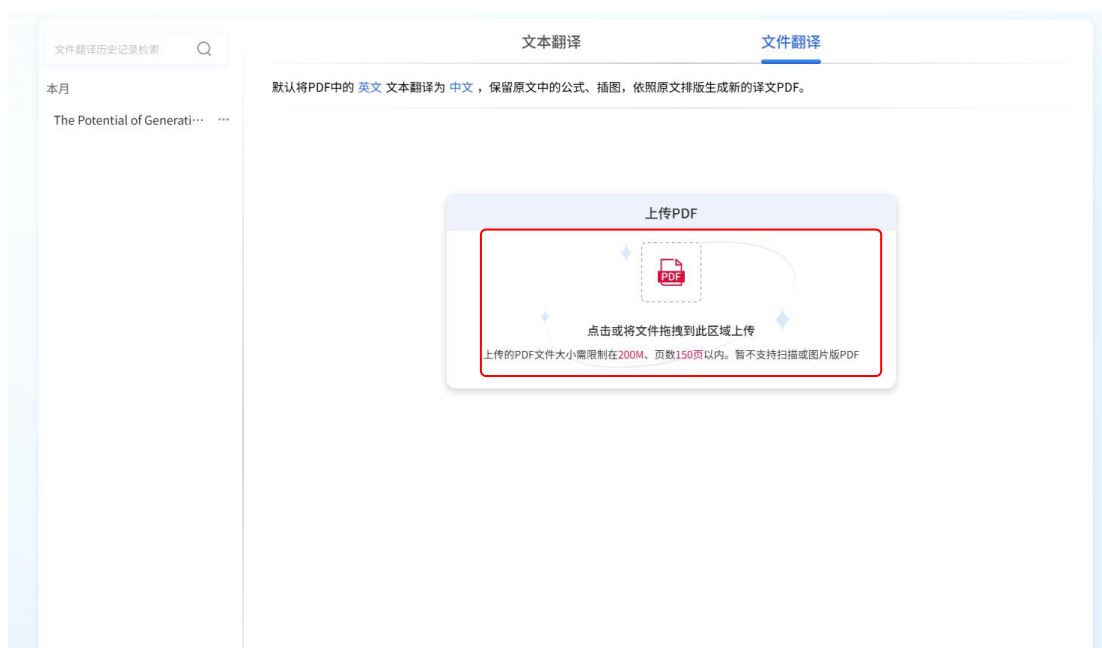 文件翻译历史记录检索
文本翻译
文件翻译
本月
默认将PDF中的 英文 文本翻译为 中文 ，保留原文中的公式、插图，依照原文排版生成新的译文PDF。
The Potential of Generati… …
上传PDF
PDF
点击或将文件拖拽到此区域上传
上传的PDF文件大小需限制在200M、页数150页以内。暂不支持扫描或图片版PDF